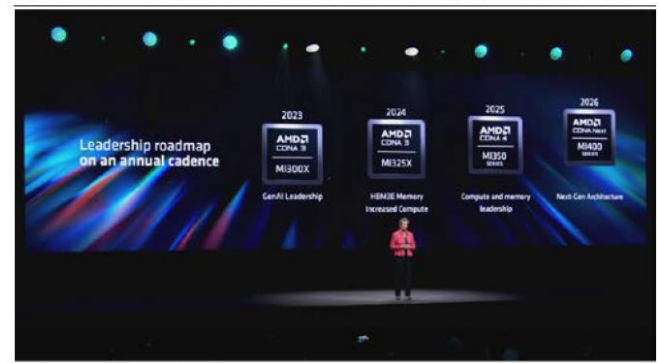 Leadership roadmap
on an annual cadence
2023
AMD
CDNA 3
MI300X
GenAI Leadership
2024
AMD
CDNA 3
MI325X
HBM3E Memory
Increased Compute
2025
AMD
CDNA 4
MI350
SERIES
Compute and memory
leadership
2026
AMD
CDNA Next
MI400
SERIES
Next-Gen Architecture